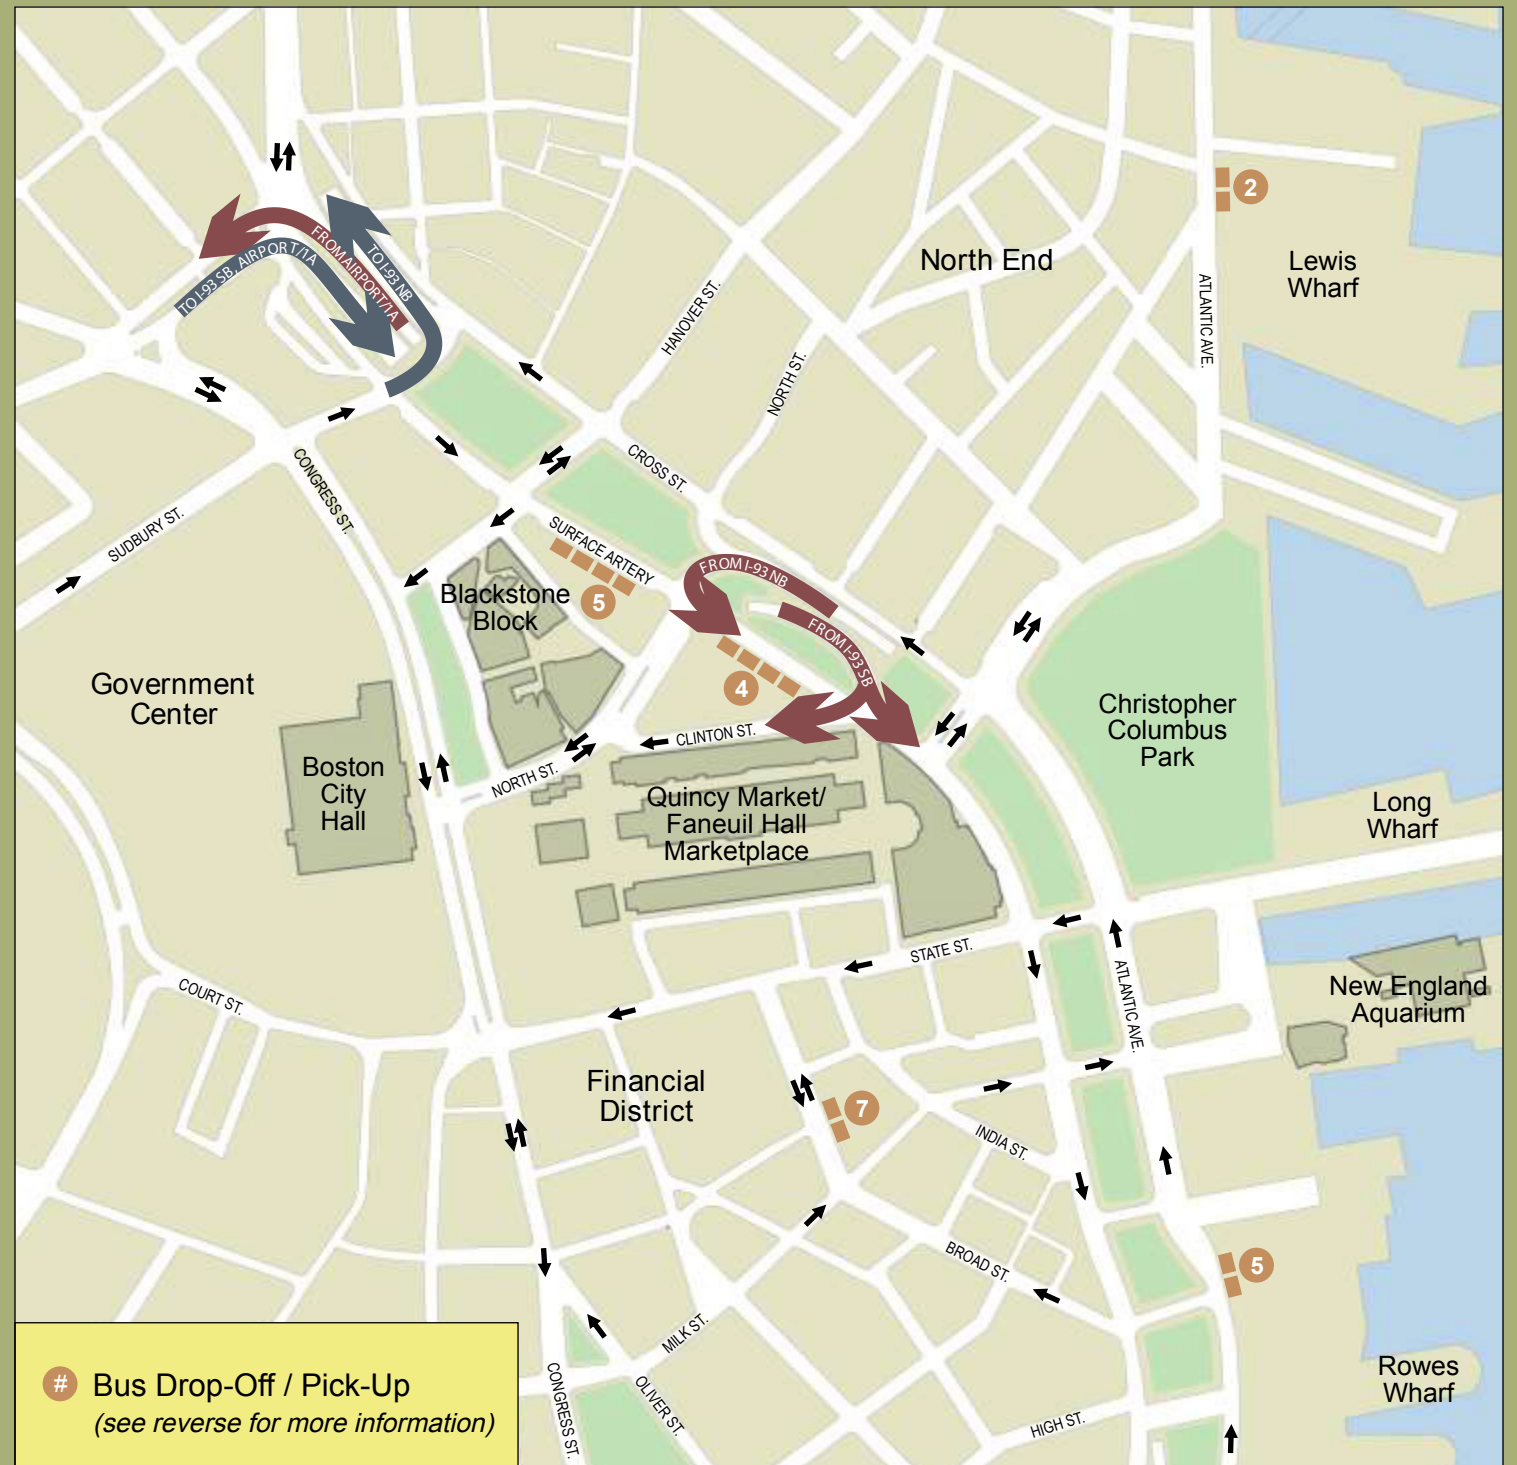 2
North End
Lewis
Wharf
TO I-93 SB, AIRPORT/1A
FROM AIRPORT/1A
TO I-93 NB
HANOVER ST.
NORTH ST.
ATLANTIC AVE.
CROSS ST.
CONGRESS ST.
SUDBURY ST.
SURFACE ARTERY
5
Blackstone
Block
FROM I-93 NB
FROM I-93 SB
4
Government
Center
Christopher
Columbus
Park
CLINTON ST.
NORTH ST.
Boston
City
Hall
Quincy Market/
Faneuil Hall
Marketplace
Long
Wharf
STATE ST.
COURT ST.
ATLANTIC AVE.
New England
Aquarium
Financial
District
7
INDIA ST.
BROAD ST.
5
MILK ST.
CONGRESS ST.
OLIVER ST.
HIGH ST.
Rowes
Wharf
# Bus Drop-Off / Pick-Up
(see reverse for more information)